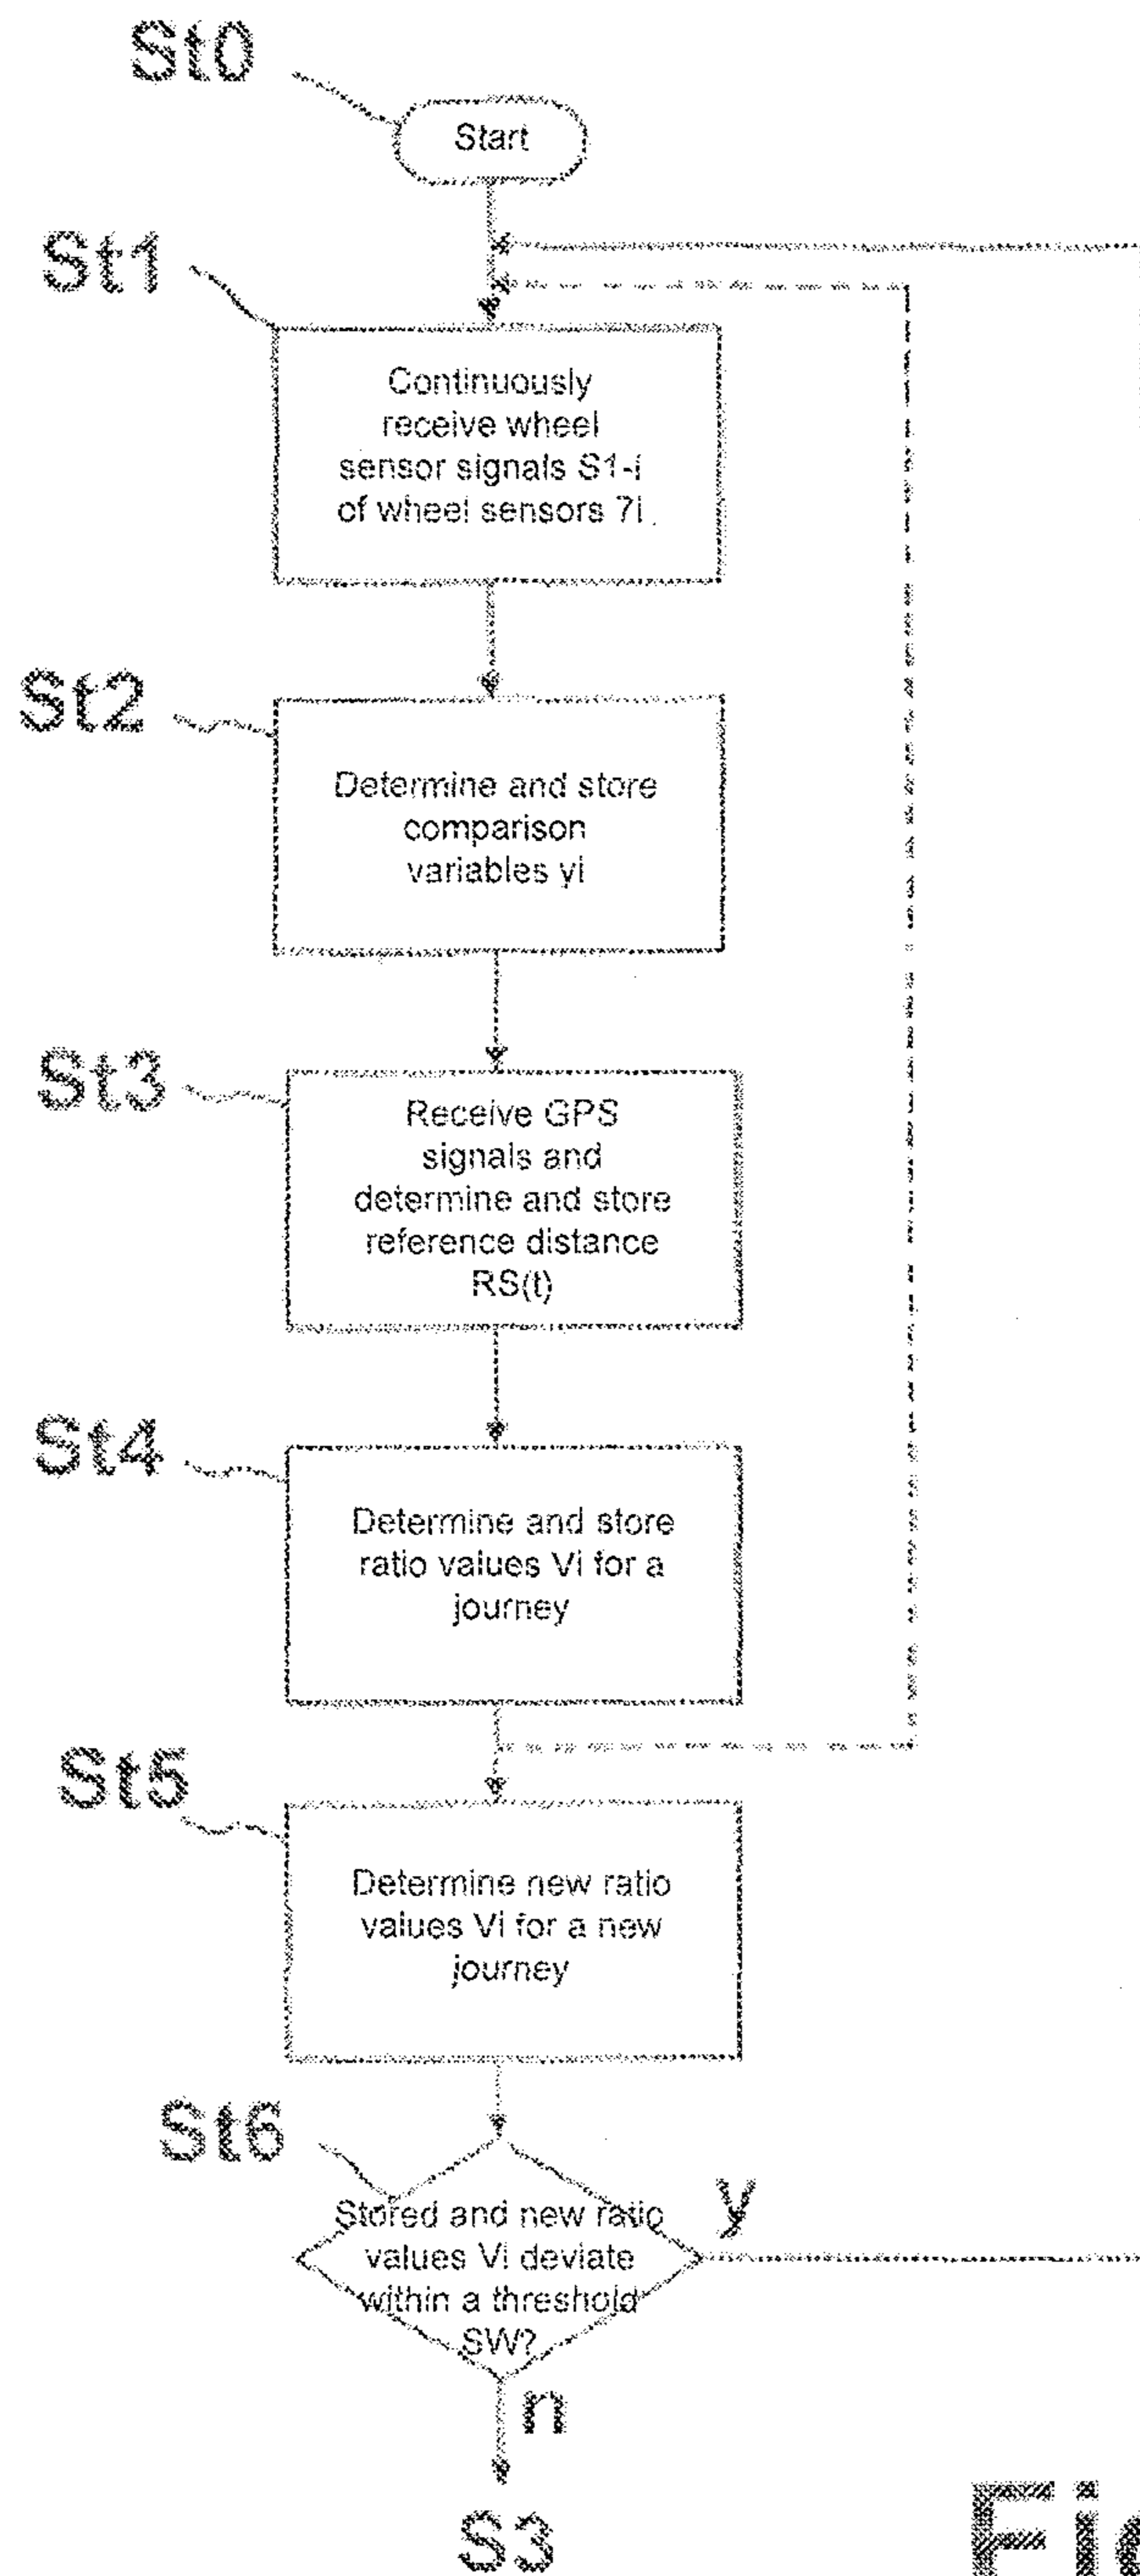 St0
Start
St1
Continuously
receive wheel
sensor signals S1-i
of wheel sensors 7i.
St2
Determine and store
comparison
variables yi
St3
Receive GPS
signals and
determine and store
reference distance
RS(t)
St4
Determine and store
ratio values Vi for a
journey
St5
Determine new ratio
values Vi for a new
journey
St6
Stored and new ratio
values Vi deviate
within a threshold
SW?
y
n
S3
Fig